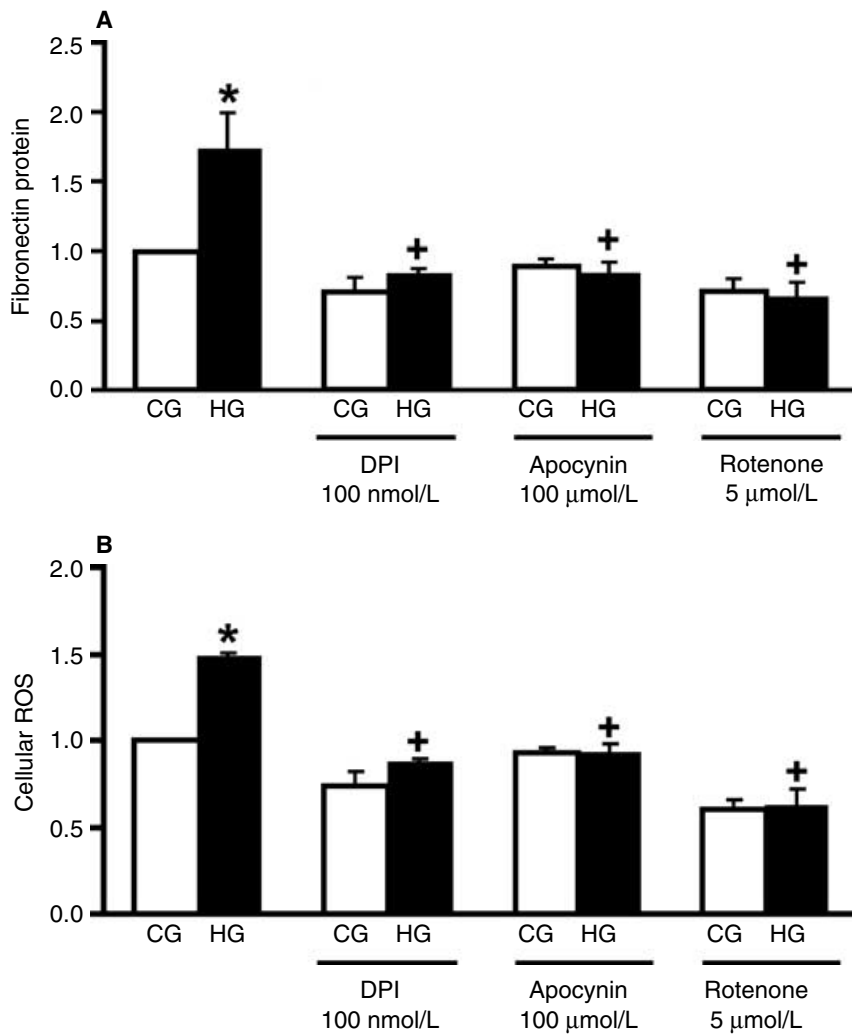 A
Fibronectin protein
2.5
2.0
1.5
1.0
0.5
0.0
*
+
+
+
CG HG CG HG CG HG CG HG
DPI Apocynin Rotenone
100 nmol/L 100 μmol/L 5 μmol/L
B
Cellular ROS
2.0
1.5
1.0
0.5
0.0
*
+
+
+
CG HG CG HG CG HG CG HG
DPI Apocynin Rotenone
100 nmol/L 100 μmol/L 5 μmol/L